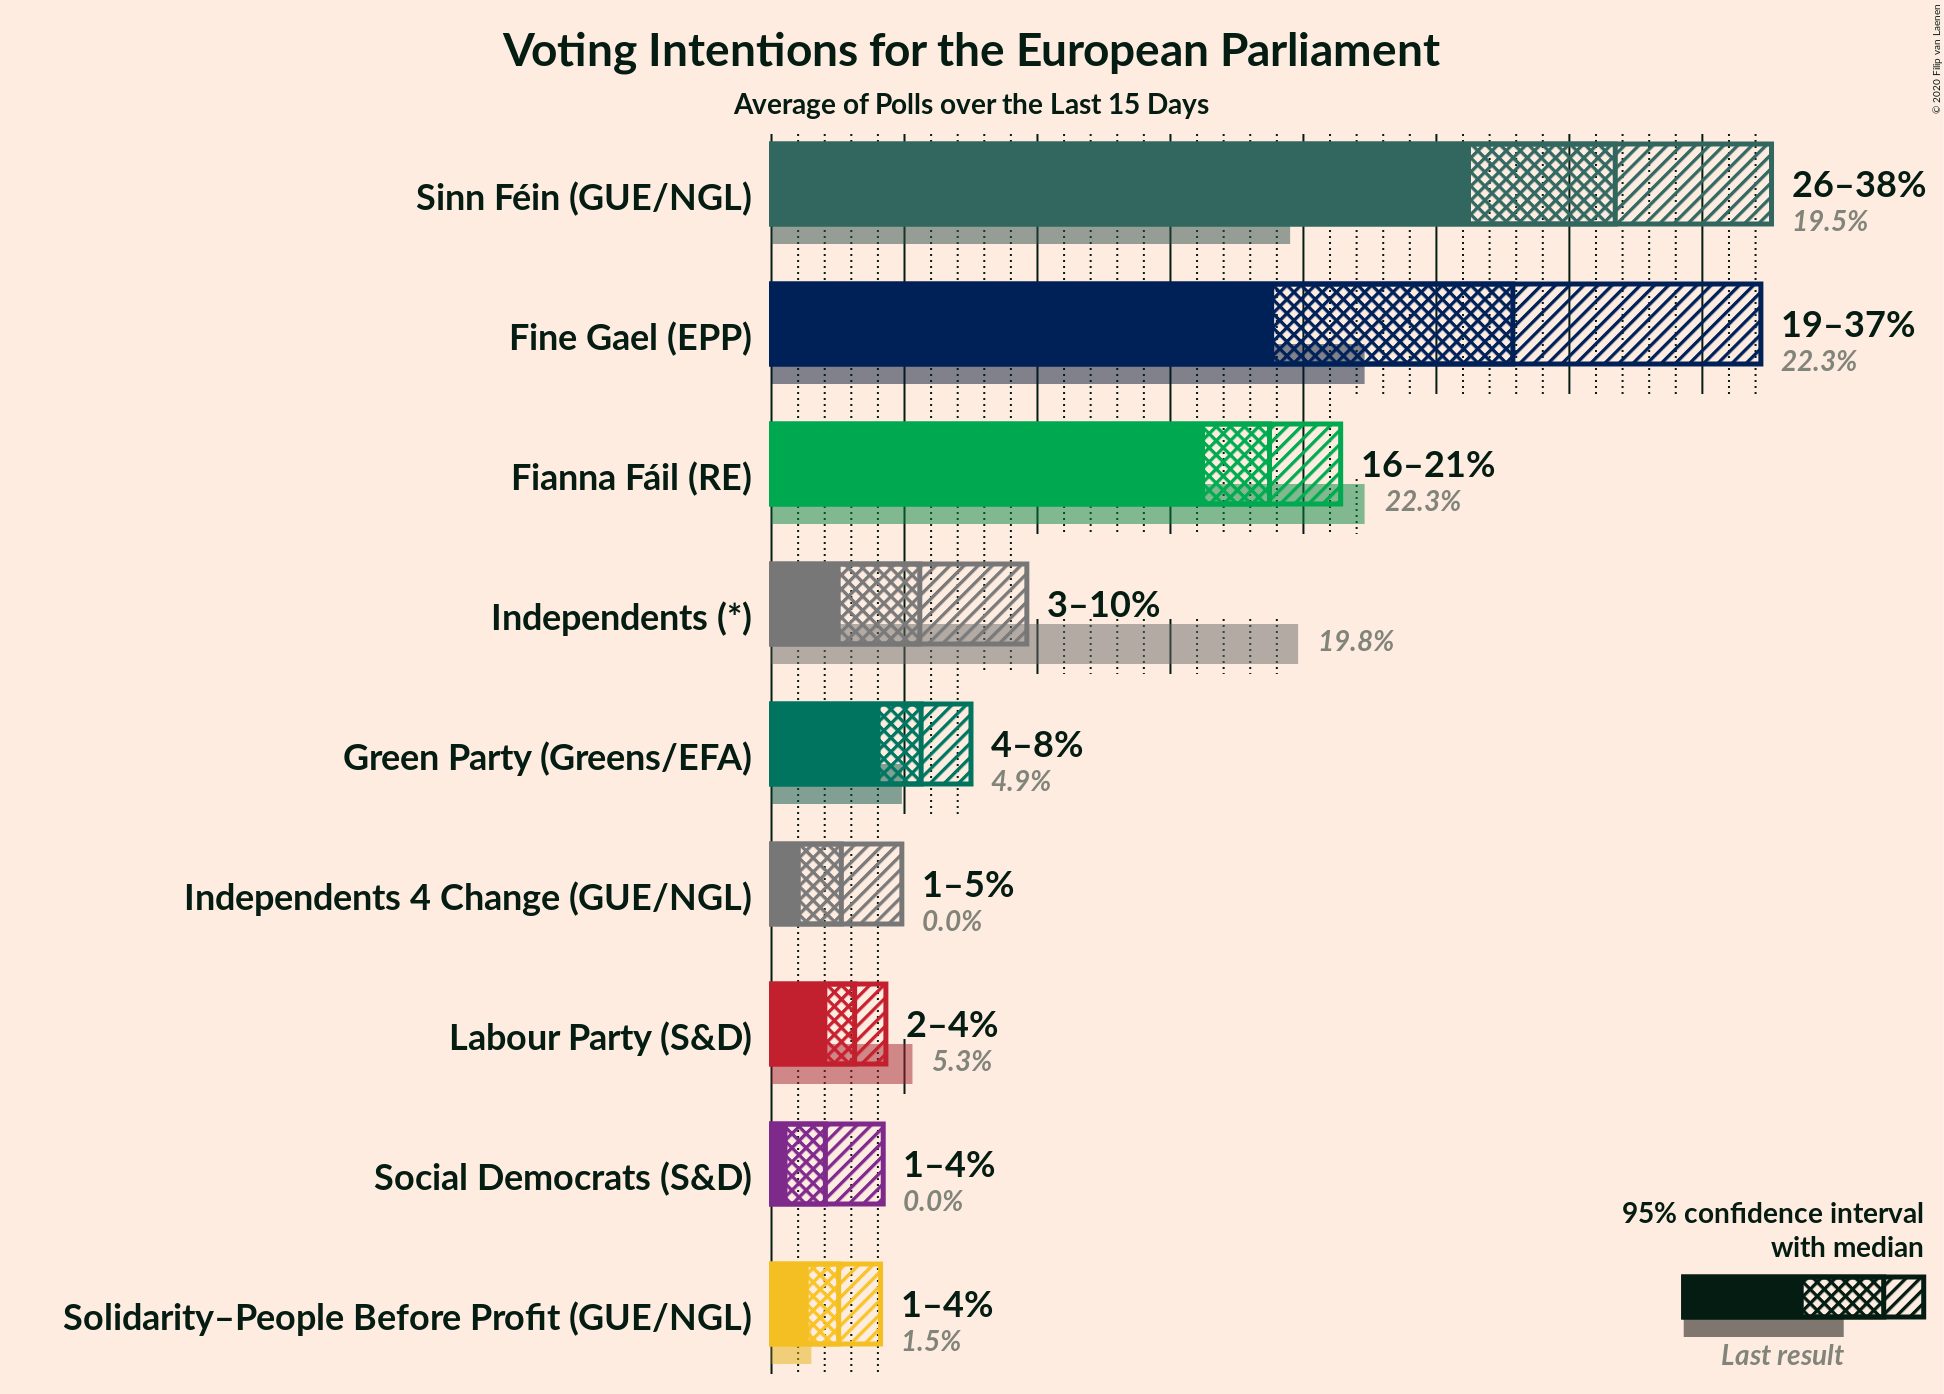 Voting Intentions for the European Parliament
Average of Polls over the Last 15 Days
© 2020 Filip van Laenen
Sinn Féin (GUE/NGL)
26–38%
19.5%
Fine Gael (EPP)
19–37%
22.3%
Fianna Fáil (RE)
16–21%
22.3%
Independents (*)
3–10%
19.8%
Green Party (Greens/EFA)
4–8%
4.9%
Independents 4 Change (GUE/NGL)
1–5%
0.0%
Labour Party (S&D)
2–4%
5.3%
Social Democrats (S&D)
1–4%
0.0%
Solidarity–People Before Profit (GUE/NGL)
1–4%
1.5%
95% confidence interval
with median
Last result